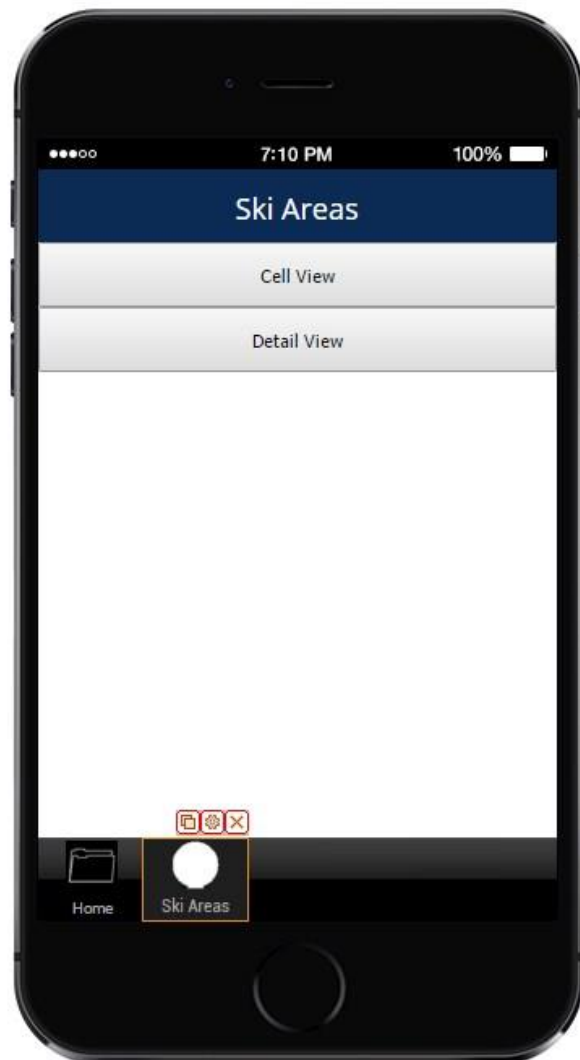 7:10 PM 100%
Ski Areas
Cell View
Detail View
Home Ski Areas